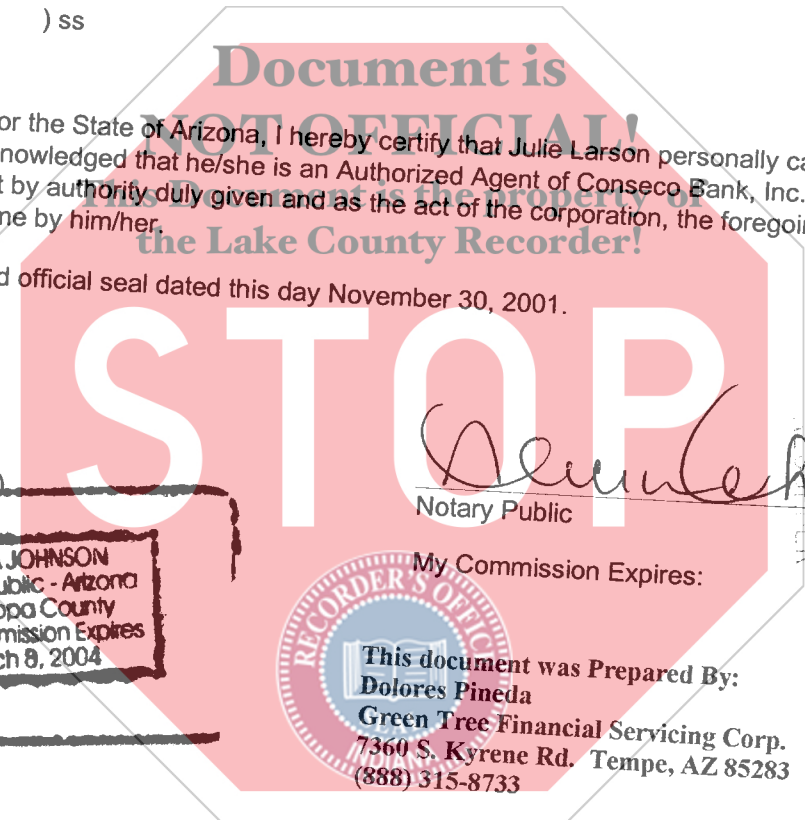 ) ss
Document is
NOT OFFICIAL!
or the State of Arizona, I hereby certify that Julie Larson personally ca
nowledged that he/she is an Authorized Agent of Conseco Bank, Inc.
t by authority duly given and as the act of the corporation, the foregoin
This Document is the property of
ne by him/her.
the Lake County Recorder!
d official seal dated this day November 30, 2001.
STOP
Notary Public
My Commission Expires:
JOHNSON
ublic - Arizona
opa County
mission Expires
ch 8, 2004
RECORDER'S OFFICE
INDIANA
This document was Prepared By:
Dolores Pineda
Green Tree Financial Servicing Corp.
7360 S. Kyrene Rd. Tempe, AZ 85283
(888) 315-8733